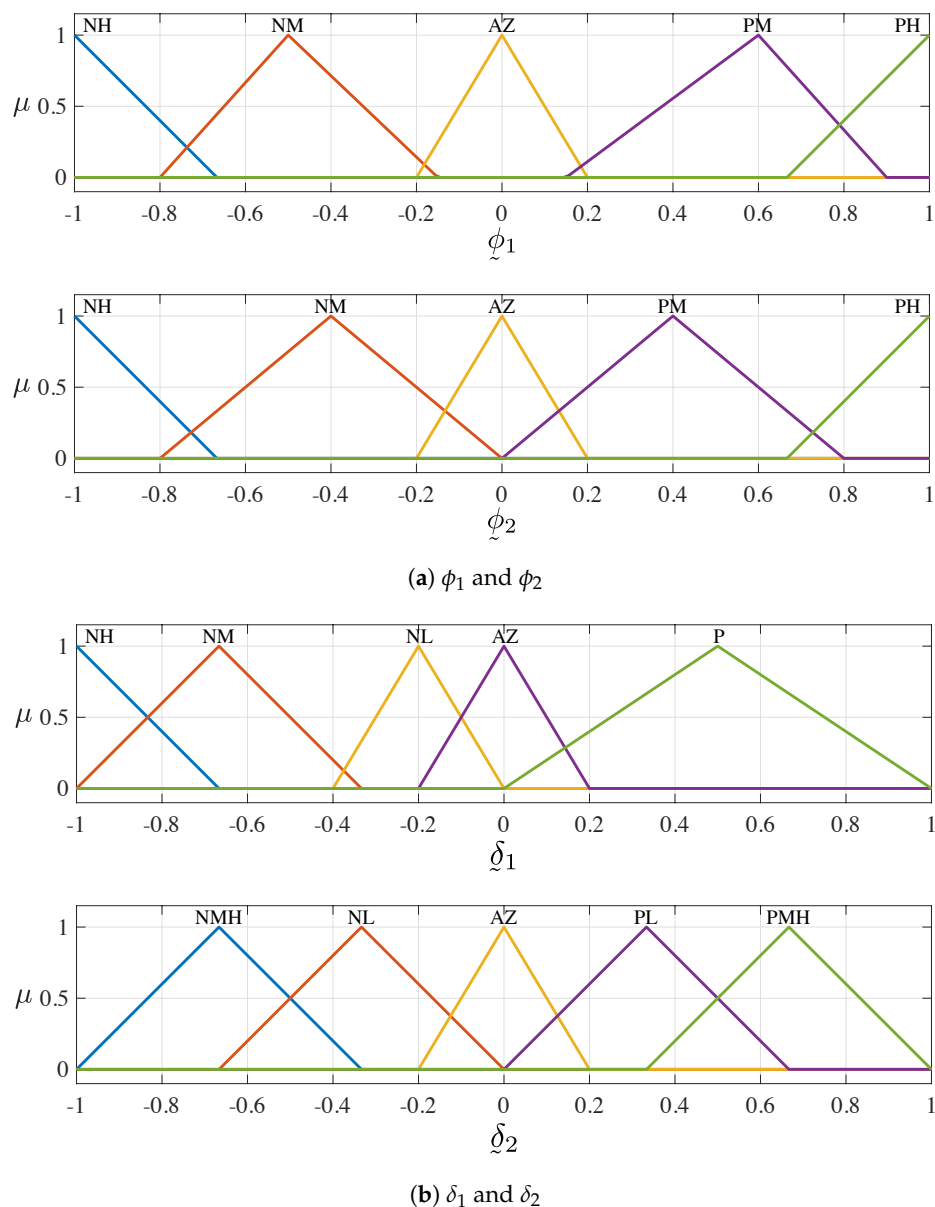 NH NM AZ PM PH
1
μ 0.5
0
-1 -0.8 -0.6 -0.4 -0.2 0 0.2 0.4 0.6 0.8 1
ϕ̰1
NH NM AZ PM PH
1
μ 0.5
0
-1 -0.8 -0.6 -0.4 -0.2 0 0.2 0.4 0.6 0.8 1
ϕ̰2
(a) ϕ1 and ϕ2
NH NM NL AZ P
1
μ 0.5
0
-1 -0.8 -0.6 -0.4 -0.2 0 0.2 0.4 0.6 0.8 1
δ̰1
NMH NL AZ PL PMH
1
μ 0.5
0
-1 -0.8 -0.6 -0.4 -0.2 0 0.2 0.4 0.6 0.8 1
δ̰2
(b) δ1 and δ2